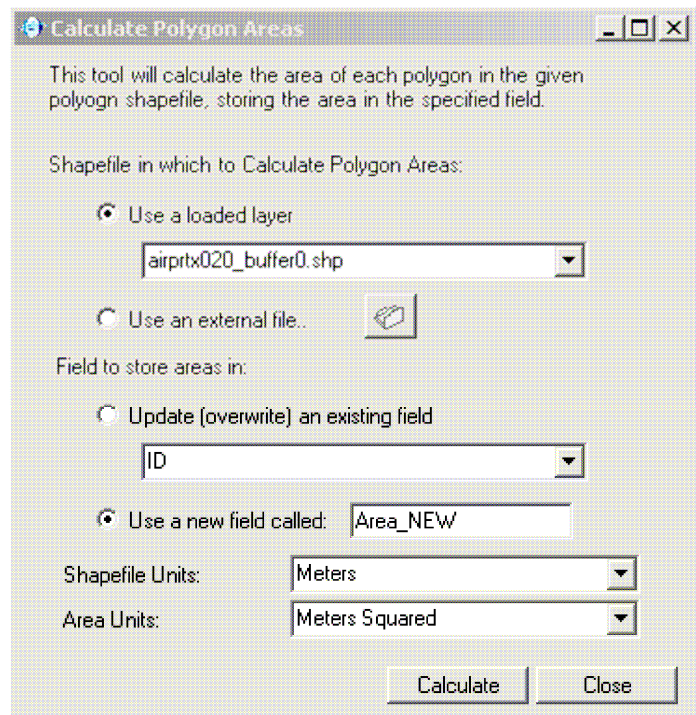 Calculate Polygon Areas
This tool will calculate the area of each polygon in the given
polyogn shapefile, storing the area in the specified field.
Shapefile in which to Calculate Polygon Areas:
Use a loaded layer
airprtx020_buffer0.shp
Use an external file..
Field to store areas in:
Update (overwrite) an existing field
ID
Use a new field called: Area_NEW
Shapefile Units: Meters
Area Units: Meters Squared
Calculate Close